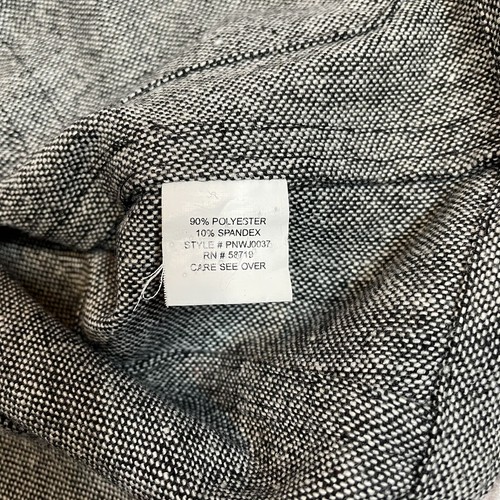 90% POLYESTER
10% SPANDEX
STYLE # PNWJ0037
RN # 58719
CARE SEE OVER